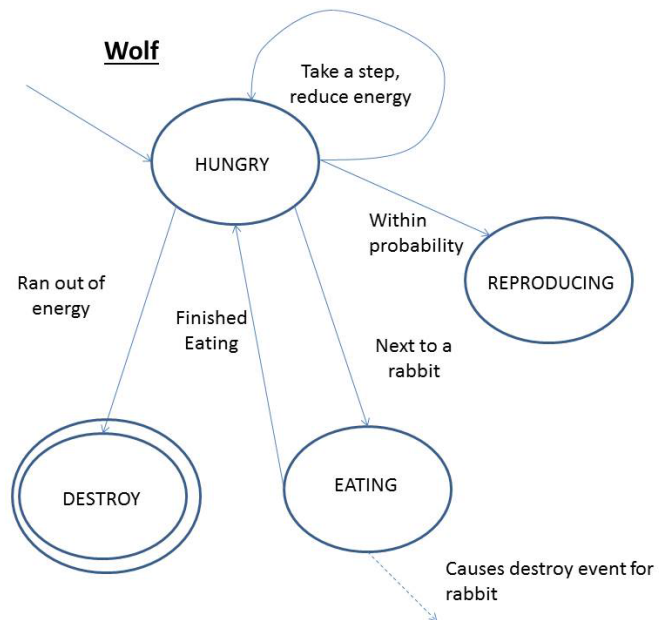 Wolf
Take a step,
reduce energy
HUNGRY
Within
probability
REPRODUCING
Ran out of
energy
Finished
Eating
Next to a
rabbit
DESTROY
EATING
Causes destroy event for
rabbit